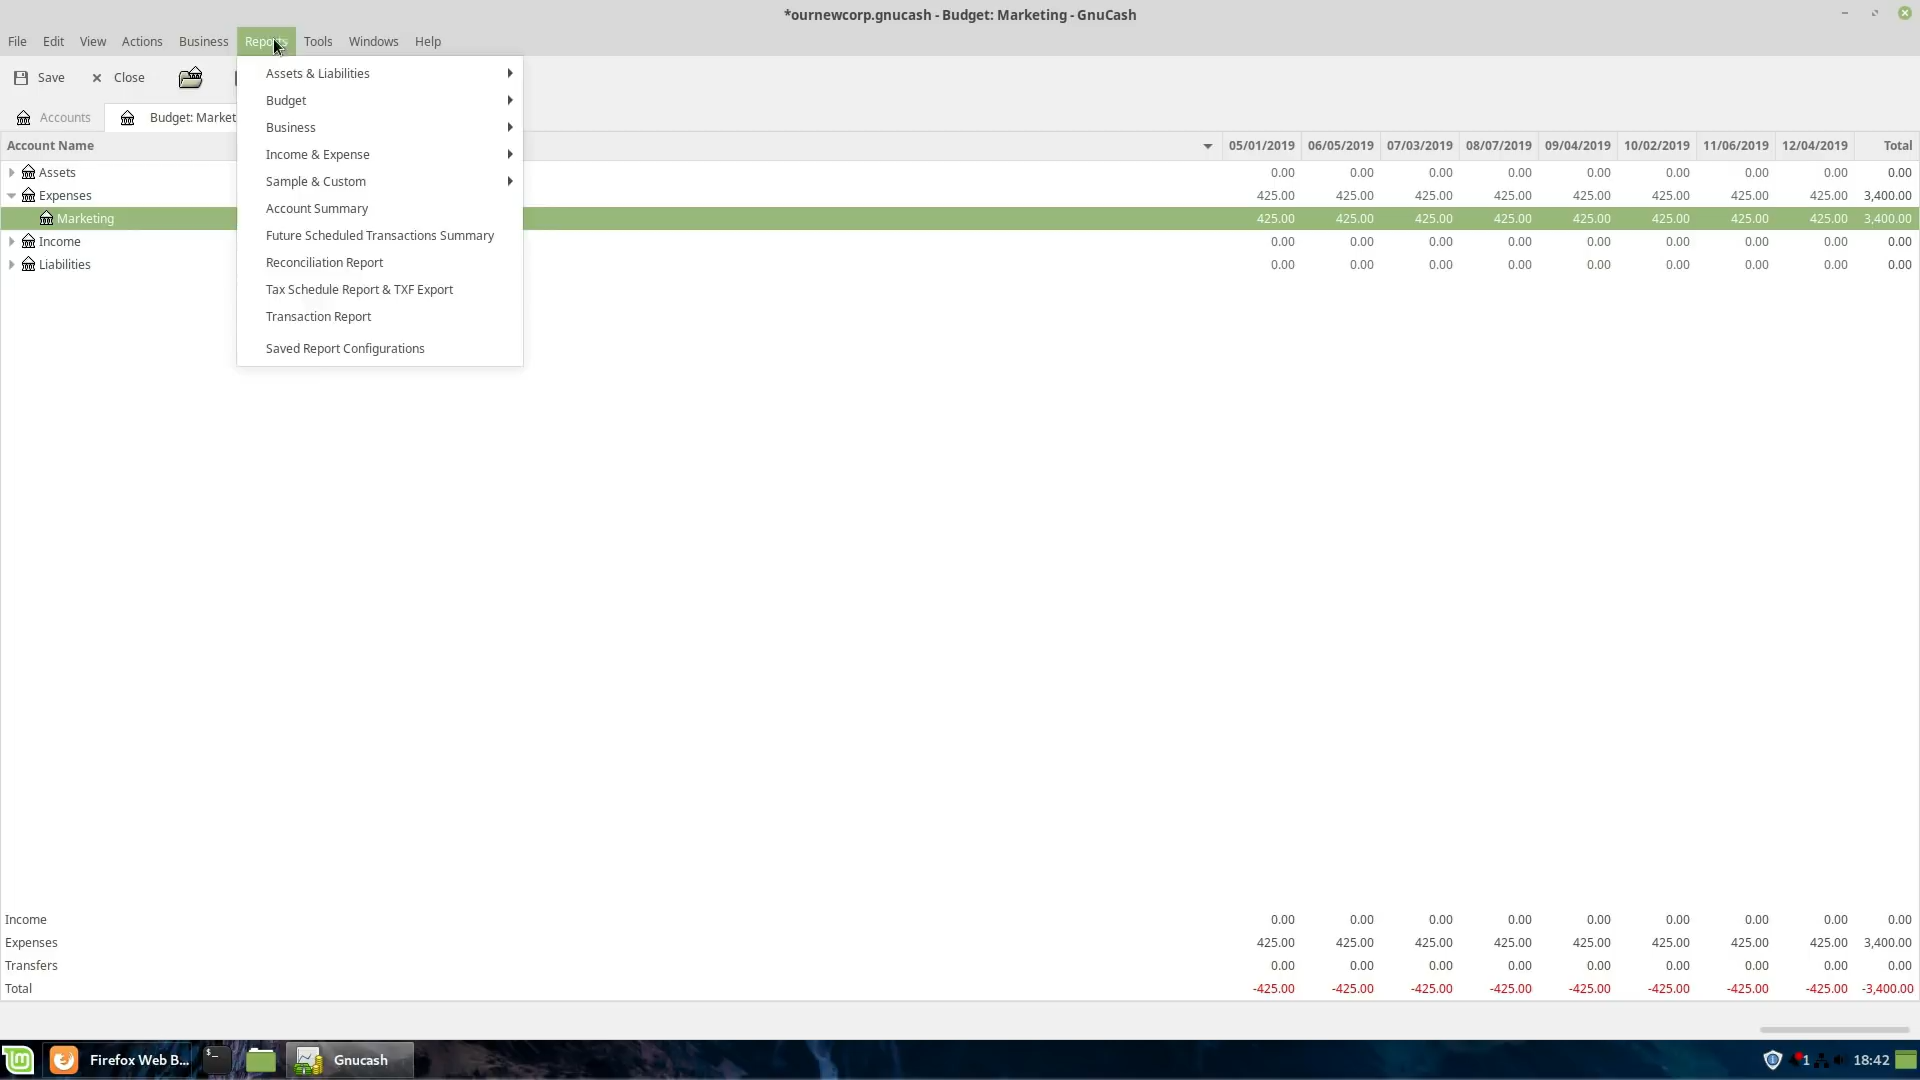 *ournewcorp.gnucash - Budget: Marketing - GnuCash
File Edit View Actions Business Reports Tools Windows Help
Save Close
Accounts Budget: Market
Assets & Liabilities
Budget
Business
Income & Expense
Sample & Custom
Account Summary
Future Scheduled Transactions Summary
Reconciliation Report
Tax Schedule Report & TXF Export
Transaction Report
Saved Report Configurations
Account Name 05/01/2019 06/05/2019 07/03/2019 08/07/2019 09/04/2019 10/02/2019 11/06/2019 12/04/2019 Total
Assets 0.00 0.00 0.00 0.00 0.00 0.00 0.00 0.00 0.00
Expenses 425.00 425.00 425.00 425.00 425.00 425.00 425.00 425.00 3,400.00
Marketing 425.00 425.00 425.00 425.00 425.00 425.00 425.00 425.00 3,400.00
Income 0.00 0.00 0.00 0.00 0.00 0.00 0.00 0.00 0.00
Liabilities 0.00 0.00 0.00 0.00 0.00 0.00 0.00 0.00 0.00
Income 0.00 0.00 0.00 0.00 0.00 0.00 0.00 0.00 0.00
Expenses 425.00 425.00 425.00 425.00 425.00 425.00 425.00 425.00 3,400.00
Transfers 0.00 0.00 0.00 0.00 0.00 0.00 0.00 0.00 0.00
Total -425.00 -425.00 -425.00 -425.00 -425.00 -425.00 -425.00 -425.00 -3,400.00
Firefox Web B... $_ Gnucash 1 18:42